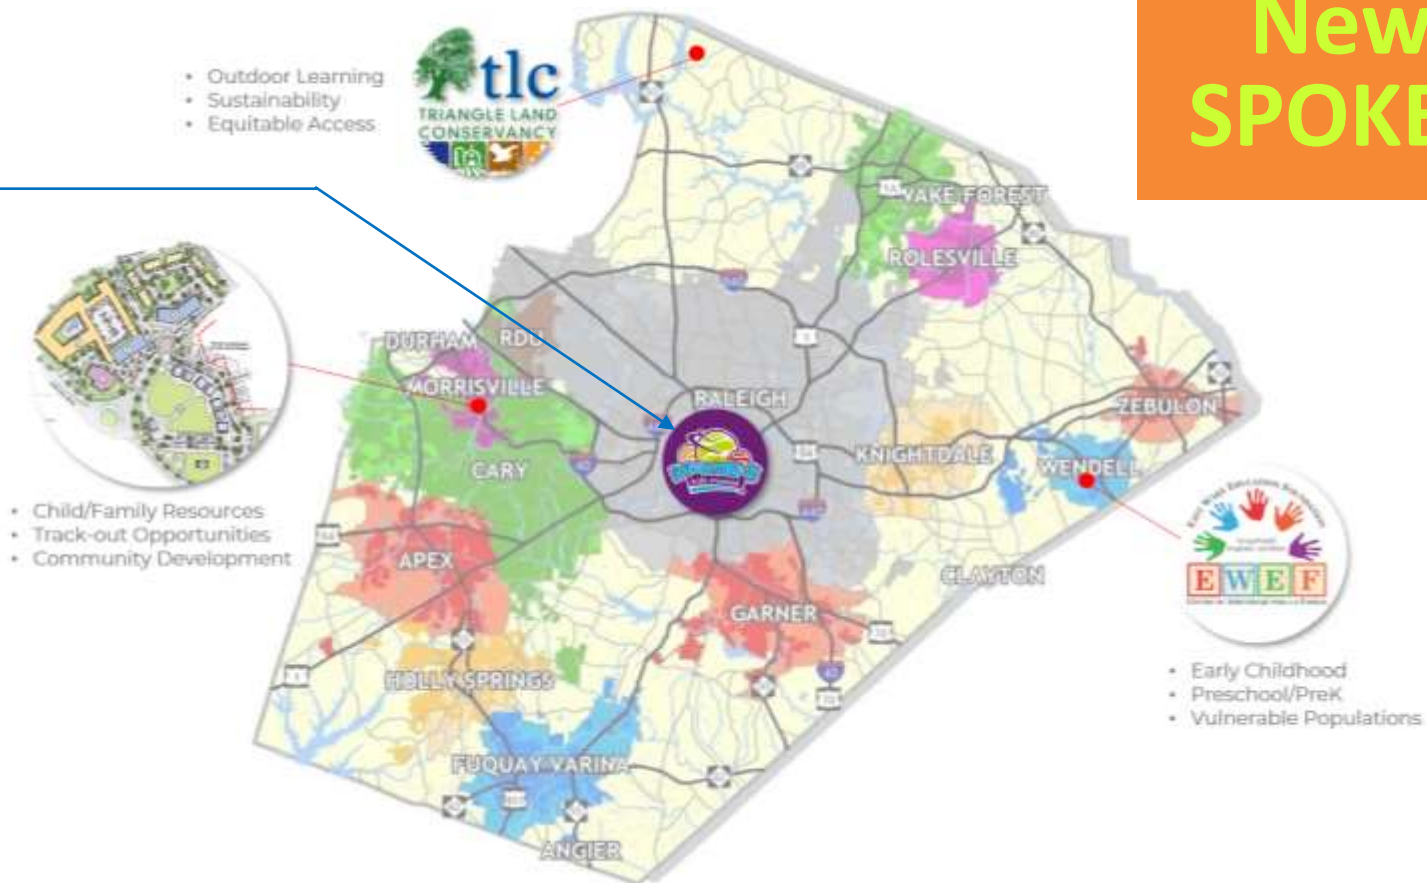 New
SPOKE
• Outdoor Learning
• Sustainability
• Equitable Access
tlc
TRIANGLE LAND
CONSERVANCY
WAKE FOREST
ROLESVILLE
DURHAM
RDU
MORRISVILLE
RALEIGH
ZEBULON
CARY
KNIGHTDALE
WENDELL
• Child/Family Resources
• Track-out Opportunities
• Community Development
APEX
CLAYTON
GARNER
EWEF
• Early Childhood
• Preschool/PreK
• Vulnerable Populations
HOLLY SPRINGS
FUQUAY VARINA
ANGIER